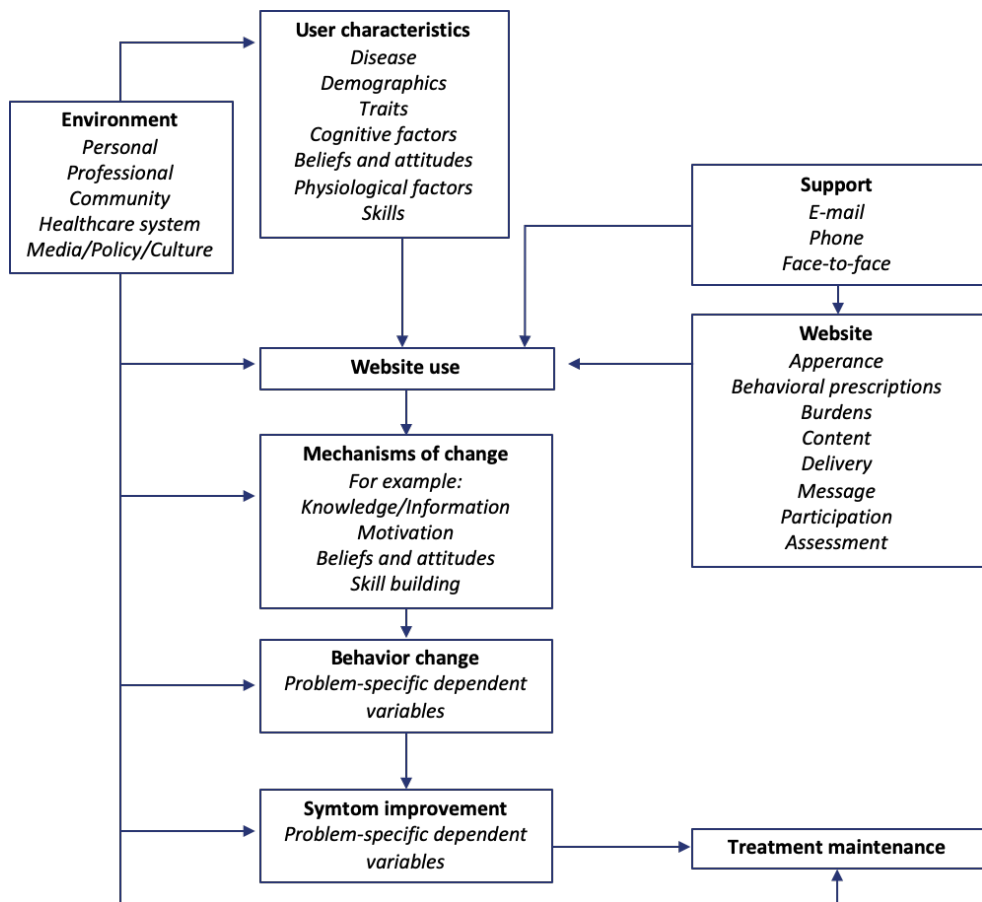 User characteristics
Disease
Demographics
Traits
Cognitive factors
Beliefs and attitudes
Physiological factors
Skills
Environment
Personal
Professional
Community
Healthcare system
Media/Policy/Culture
Support
E-mail
Phone
Face-to-face
Website
Apperance
Behavioral prescriptions
Burdens
Content
Delivery
Message
Participation
Assessment
Website use
Mechanisms of change
For example:
Knowledge/Information
Motivation
Beliefs and attitudes
Skill building
Behavior change
Problem-specific dependent
variables
Symtom improvement
Problem-specific dependent
variables
Treatment maintenance